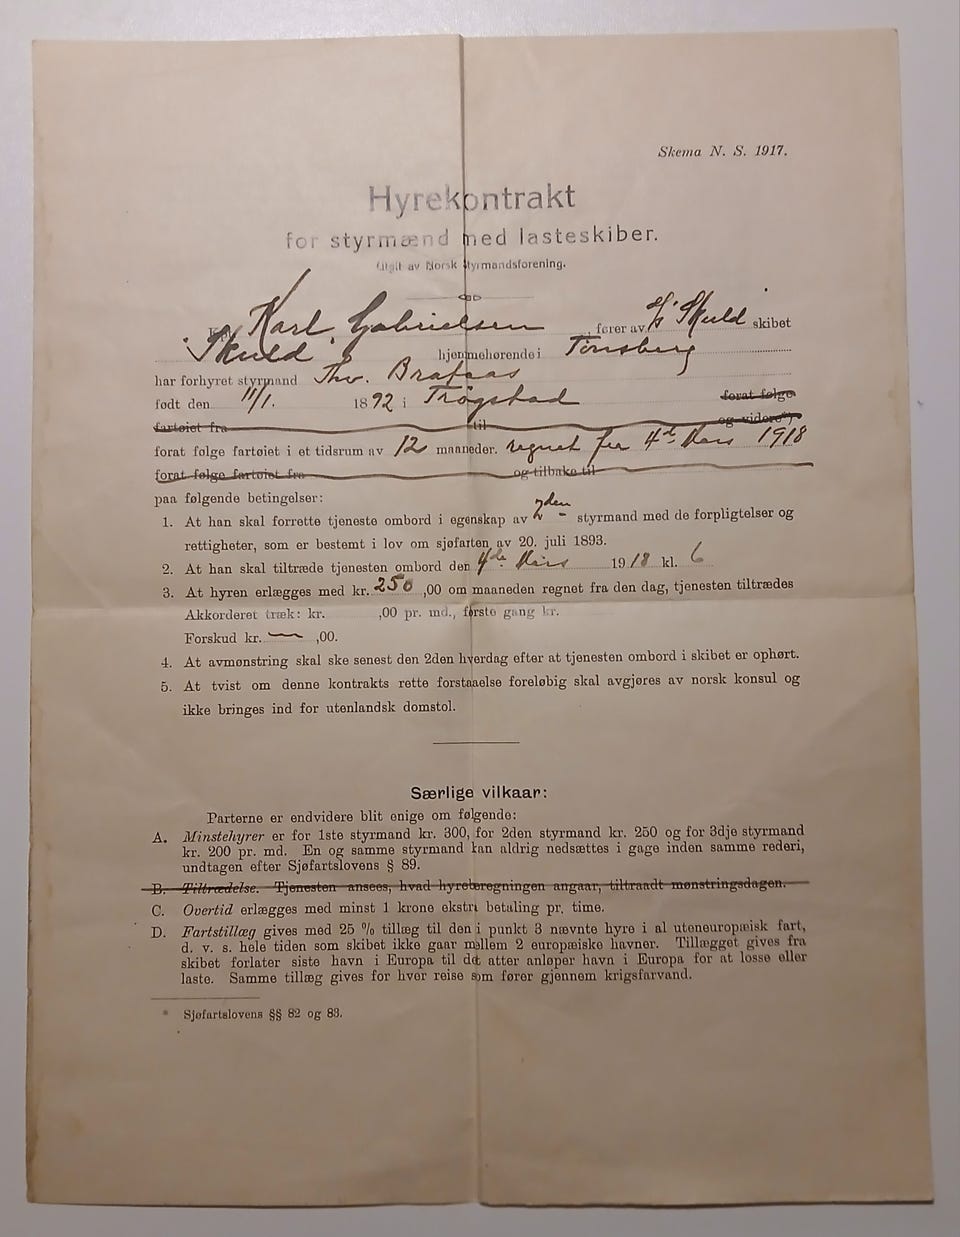 Skema N. S. 1917.
Hyrekontrakt
for styrmænd med lasteskiber.
Utgit av Norsk Styrmandsforening.
Karl Gabrielsen fører av S/S Skuld skibet
Skuld hjemmehørende i Tønsberg
har forhyret styrmand Thv. Brafaas
født den 11/1. 1892 i Trøgstad forat følge
fartøiet fra til og videre*)
forat følge fartøiet i et tidsrum av 12 maaneder. regnet fra 4de Mars 1918
forat følge fartøiet fra og tilbake til
paa følgende betingelser:
1. At han skal forrette tjeneste ombord i egenskap av 2den styrmand med de forpligtelser og
rettigheter, som er bestemt i lov om sjøfarten av 20. juli 1893.
2. At han skal tiltræde tjenesten ombord den 4de Mars 1918 kl. 6
3. At hyren erlægges med kr. 250,00 om maaneden regnet fra den dag, tjenesten tiltrædes
Akkorderet træk: kr. ,00 pr. md., første gang kr.
Forskud kr. — ,00.
4. At avmønstring skal ske senest den 2den hverdag efter at tjenesten ombord i skibet er ophørt.
5. At tvist om denne kontrakts rette forstaaelse foreløbig skal avgjøres av norsk konsul og
ikke bringes ind for utenlandsk domstol.
Særlige vilkaar:
Parterne er endvidere blit enige om følgende:
A. Minstehyrer er for 1ste styrmand kr. 300, for 2den styrmand kr. 250 og for 3dje styrmand
kr. 200 pr. md. En og samme styrmand kan aldrig nedsættes i gage inden samme rederi,
undtagen efter Sjøfartslovens § 89.
B. Tiltrædelse. Tjenesten ansees, hvad hyreberegningen angaar, tiltraadt mønstringsdagen.
C. Overtid erlægges med minst 1 krone ekstra betaling pr. time.
D. Fartstillæg gives med 25 % tillæg til den i punkt 3 nævnte hyre i al uteneuropæisk fart,
d. v. s. hele tiden som skibet ikke gaar mellem 2 europæiske havner. Tillægget gives fra
skibet forlater siste havn i Europa til det atter anløper havn i Europa for at losse eller
laste. Samme tillæg gives for hver reise som fører gjennem krigsfarvand.
* Sjøfartslovens §§ 82 og 83.